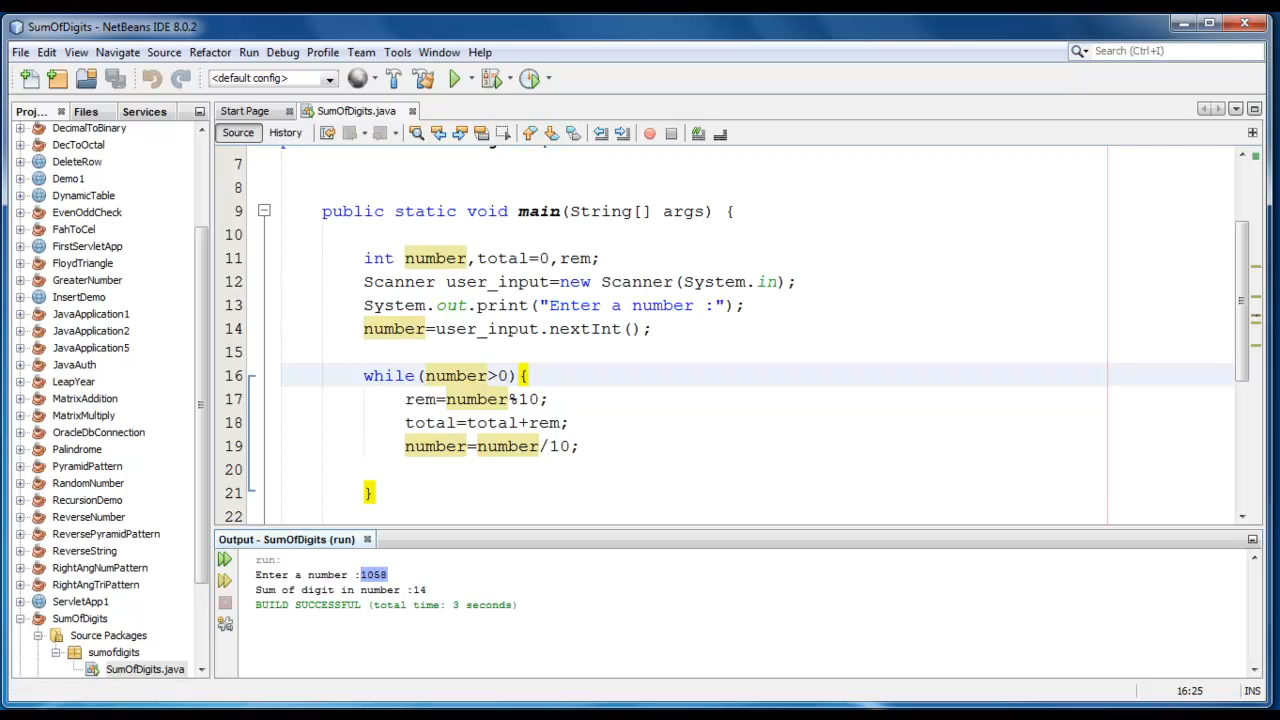 SumOfDigits - NetBeans IDE 8.0.2
File Edit View Navigate Source Refactor Run Debug Profile Team Tools Window Help
Search (Ctrl+I)
<default config>
Proj... Files Services
DecimalToBinary
DecToOctal
DeleteRow
Demo1
DynamicTable
EvenOddCheck
FahToCel
FirstServletApp
FloydTriangle
GreaterNumber
InsertDemo
JavaApplication1
JavaApplication2
JavaApplication5
JavaAuth
LeapYear
MatrixAddition
MatrixMultiply
OracleDbConnection
Palindrome
PyramidPattern
RandomNumber
RecursionDemo
ReverseNumber
ReversePyramidPattern
ReverseString
RightAngNumPattern
RightAngTriPattern
ServletApp1
SumOfDigits
Source Packages
sumofdigits
SumOfDigits.java
Start Page SumOfDigits.java
Source History
7
8
9 public static void main(String[] args) {
10
11 int number,total=0,rem;
12 Scanner user_input=new Scanner(System.in);
13 System.out.print("Enter a number :");
14 number=user_input.nextInt();
15
16 while(number>0){
17 rem=number%10;
18 total=total+rem;
19 number=number/10;
20
21 }
22
Output - SumOfDigits (run)
run:
Enter a number :1058
Sum of digit in number :14
BUILD SUCCESSFUL (total time: 3 seconds)
16:25 INS